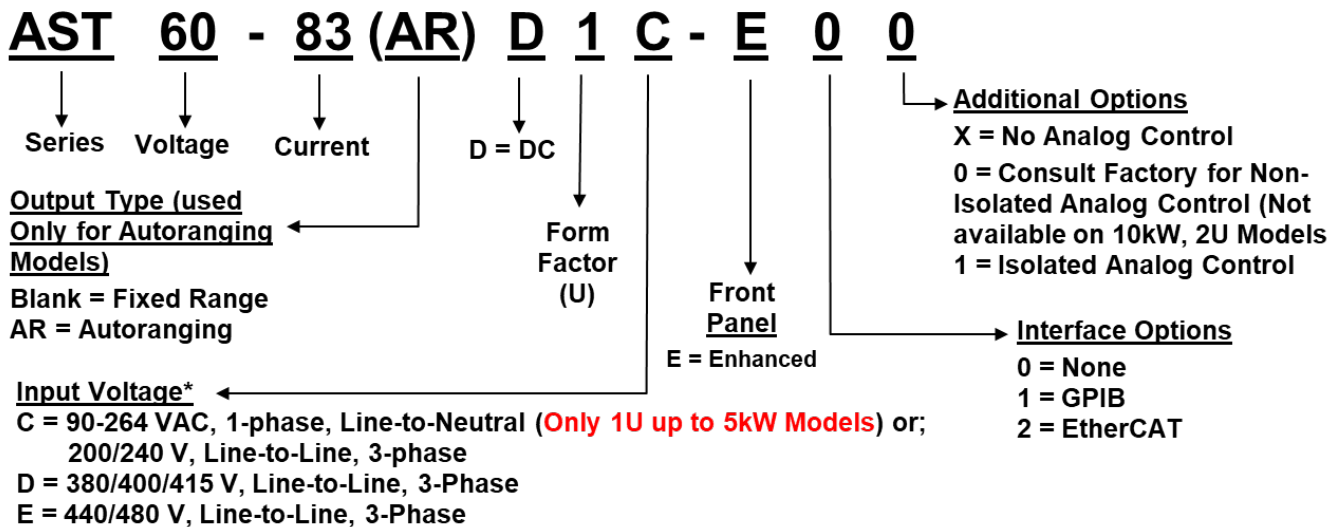 AST 60 - 83 (AR) D 1 C - E 0 0
Series
Voltage
Current
D = DC
Output Type (used
Only for Autoranging
Models)
Blank = Fixed Range
AR = Autoranging
Form
Factor
(U)
Front
Panel
E = Enhanced
Additional Options
X = No Analog Control
0 = Consult Factory for Non-
Isolated Analog Control (Not
available on 10kW, 2U Models
1 = Isolated Analog Control
Interface Options
0 = None
1 = GPIB
2 = EtherCAT
Input Voltage*
C = 90-264 VAC, 1-phase, Line-to-Neutral (Only 1U up to 5kW Models) or;
200/240 V, Line-to-Line, 3-phase
D = 380/400/415 V, Line-to-Line, 3-Phase
E = 440/480 V, Line-to-Line, 3-Phase